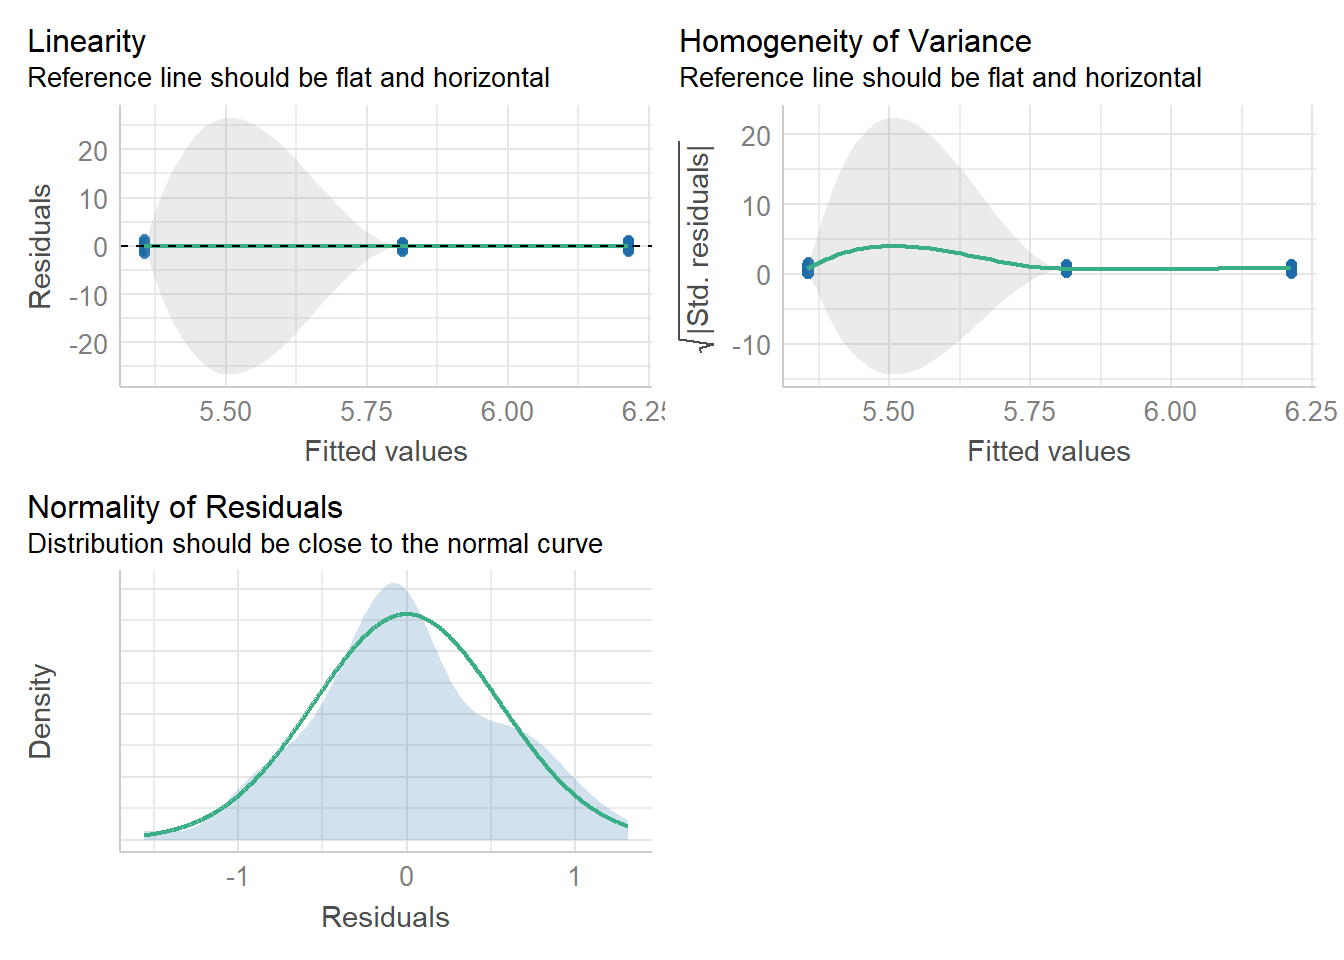 Linearity
Reference line should be flat and horizontal
Residuals
20
10
0
-10
-20
5.50 5.75 6.00 6.25
Fitted values
Homogeneity of Variance
Reference line should be flat and horizontal
√|Std. residuals|
20
10
0
-10
5.50 5.75 6.00 6.25
Fitted values
Normality of Residuals
Distribution should be close to the normal curve
Density
-1 0 1
Residuals